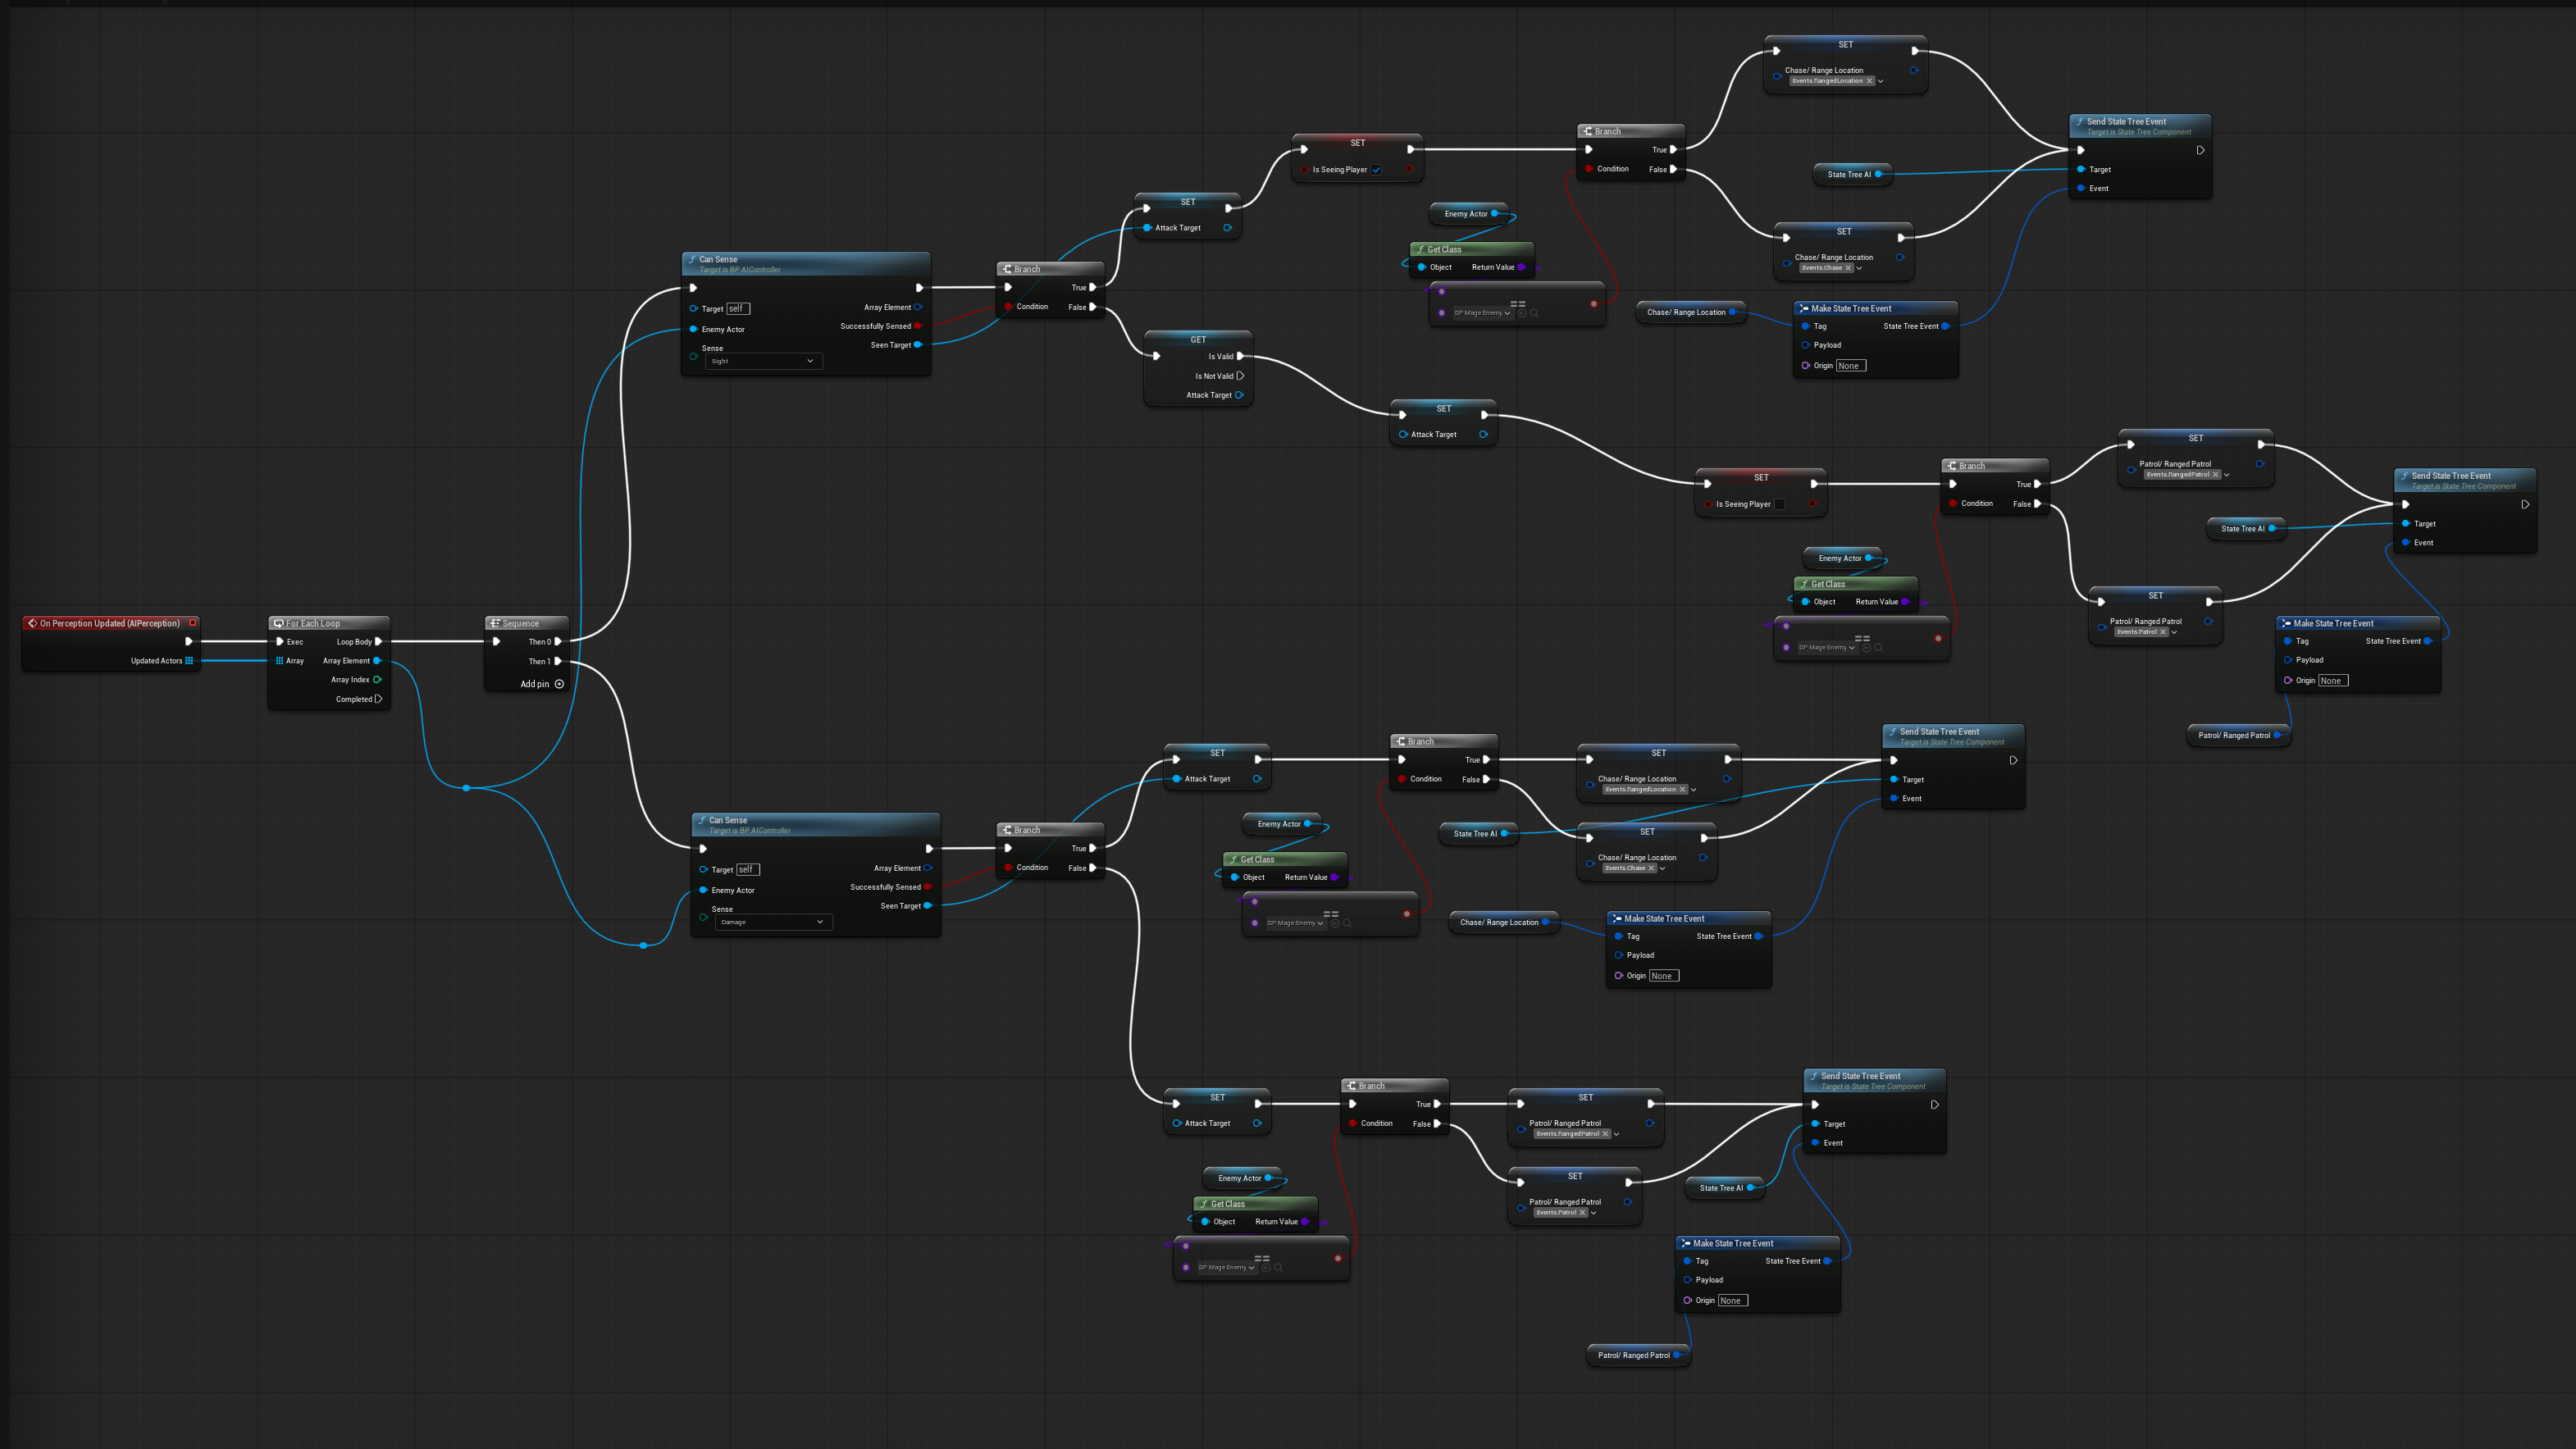 SET
Chase/ Range Location
Events.RangedLocation
Send State Tree Event
Target is State Tree Component
Target
Event
State Tree AI
Branch
True
Condition
False
SET
Is Seeing Player
SET
Attack Target
Enemy Actor
Get Class
Object
Return Value
==
BP Mage Enemy
SET
Chase/ Range Location
Events.Chase
Chase/ Range Location
Make State Tree Event
Tag
State Tree Event
Payload
Origin
None
Can Sense
Target is BP AIController
Target
self
Array Element
Enemy Actor
Successfully Sensed
Sense
Seen Target
Sight
Branch
True
Condition
False
GET
Is Valid
Is Not Valid
Attack Target
SET
Attack Target
SET
Is Seeing Player
Branch
True
Condition
False
SET
Patrol/ Ranged Patrol
Events.RangedPatrol
Send State Tree Event
Target is State Tree Component
Target
Event
State Tree AI
Enemy Actor
Get Class
Object
Return Value
==
BP Mage Enemy
SET
Patrol/ Ranged Patrol
Events.Patrol
Make State Tree Event
Tag
State Tree Event
Payload
Origin
None
Patrol/ Ranged Patrol
On Perception Updated (AIPerception)
Updated Actors
For Each Loop
Exec
Loop Body
Array
Array Element
Array Index
Completed
Sequence
Then 0
Then 1
Add pin
Can Sense
Target is BP AIController
Target
self
Array Element
Enemy Actor
Successfully Sensed
Sense
Seen Target
Damage
Branch
True
Condition
False
SET
Attack Target
Branch
True
Condition
False
SET
Chase/ Range Location
Events.RangedLocation
Send State Tree Event
Target is State Tree Component
Target
Event
Enemy Actor
Get Class
Object
Return Value
==
BP Mage Enemy
State Tree AI
SET
Chase/ Range Location
Events.Chase
Chase/ Range Location
Make State Tree Event
Tag
State Tree Event
Payload
Origin
None
SET
Attack Target
Branch
True
Condition
False
SET
Patrol/ Ranged Patrol
Events.RangedPatrol
Send State Tree Event
Target is State Tree Component
Target
Event
Enemy Actor
Get Class
Object
Return Value
==
BP Mage Enemy
SET
Patrol/ Ranged Patrol
Events.Patrol
State Tree AI
Make State Tree Event
Tag
State Tree Event
Payload
Origin
None
Patrol/ Ranged Patrol